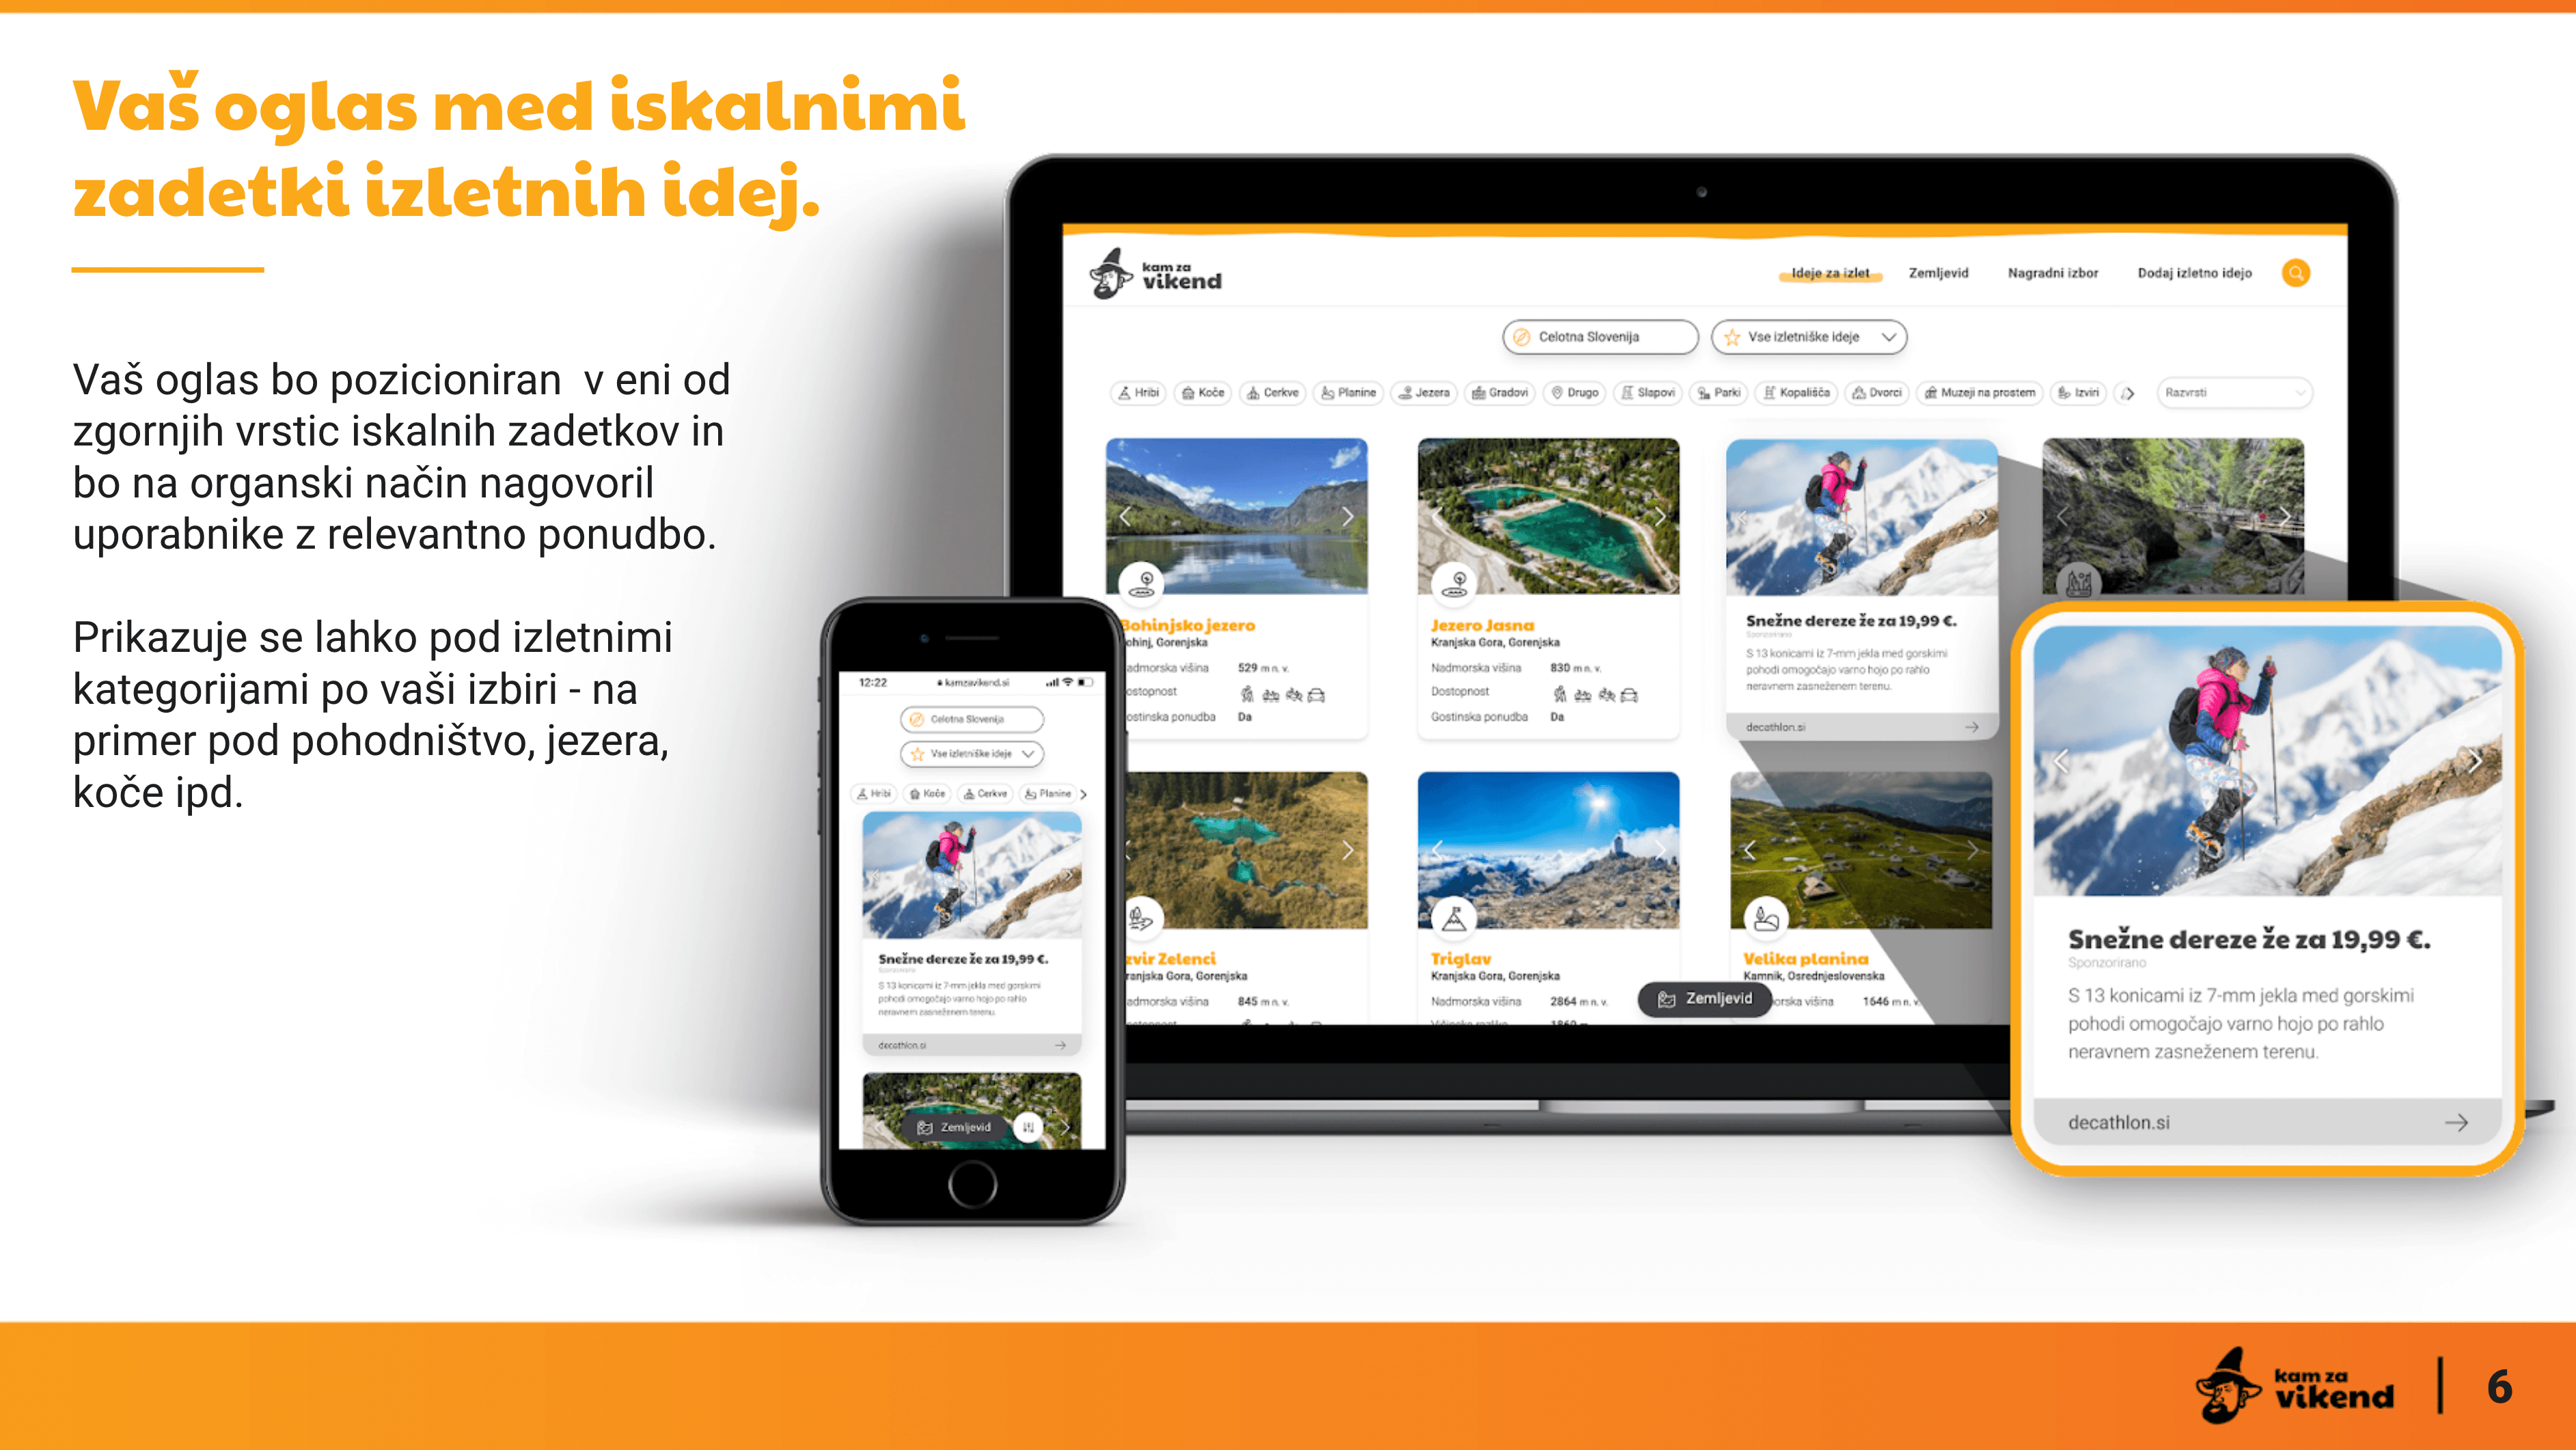 Vaš oglas med iskalnimi
zadetki izletnih idej.
Vaš oglas bo pozicioniran v eni od
zgornjih vrstic iskalnih zadetkov in
bo na organski način nagovoril
uporabnike z relevantno ponudbo.
Prikazuje se lahko pod izletnimi
kategorijami po vaši izbiri - na
primer pod pohodništvo, jezera,
koče ipd.
kam za
vikend
Ideje za izlet Zemljevid Nagradni izbor Dodaj izletno idejo
Celotna Slovenija Vse izletniške ideje
Hribi Koče Cerkve Planine Jezera Gradovi Drugo Slapovi Parki Kopališča Dvorci Muzeji na prostem Izviri Razvrsti
Bohinjsko jezero
ohinj, Gorenjska
admorska višina 529 m n. v.
ostopnost
ostinska ponudba Da
Jezero Jasna
Kranjska Gora, Gorenjska
Nadmorska višina 830 m n. v.
Dostopnost
Gostinska ponudba Da
Snežne dereze že za 19,99 €.
Sponzorirano
S 13 konicami iz 7-mm jekla med gorskimi
pohodi omogočajo varno hojo po rahlo
neravnem zasneženem terenu.
decathlon.si
zvir Zelenci
ranjska Gora, Gorenjska
admorska višina 845 m n. v.
Triglav
Kranjska Gora, Gorenjska
Nadmorska višina 2864 m n. v.
Velika planina
Kamnik, Osrednjeslovenska
orska višina 1646 m n. v.
Zemljevid
12:22 kamzavikend.si
Celotna Slovenija
Vse izletniške ideje
Hribi Koče Cerkve Planine
Snežne dereze že za 19,99 €.
Sponzorirano
S 13 konicami iz 7-mm jekla med gorskimi
pohodi omogočajo varno hojo po rahlo
neravnem zasneženem terenu.
decathlon.si
Zemljevid
Snežne dereze že za 19,99 €.
Sponzorirano
S 13 konicami iz 7-mm jekla med gorskimi
pohodi omogočajo varno hojo po rahlo
neravnem zasneženem terenu.
decathlon.si
kam za
vikend
6